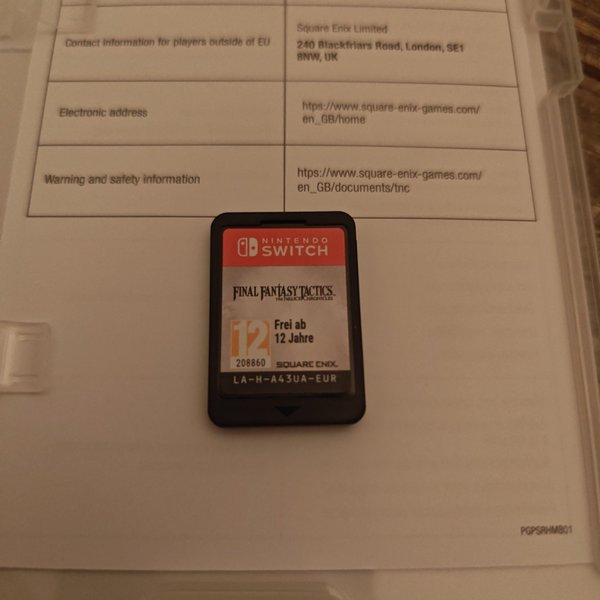 Contact information for players outside of EU
Square Enix Limited
240 Blackfriars Road, London, SE1
8NW, UK
Electronic address
https://www.square-enix-games.com/
en_GB/home
Warning and safety information
https://www.square-enix-games.com/
en_GB/documents/tnc
NINTENDO
SWITCH
FINAL FANTASY TACTICS
THE IVALICE CHRONICLES
12
Frei ab
12 Jahre
208860
SQUARE ENIX.
LA-H-A43UA-EUR
PGPSRHMB01